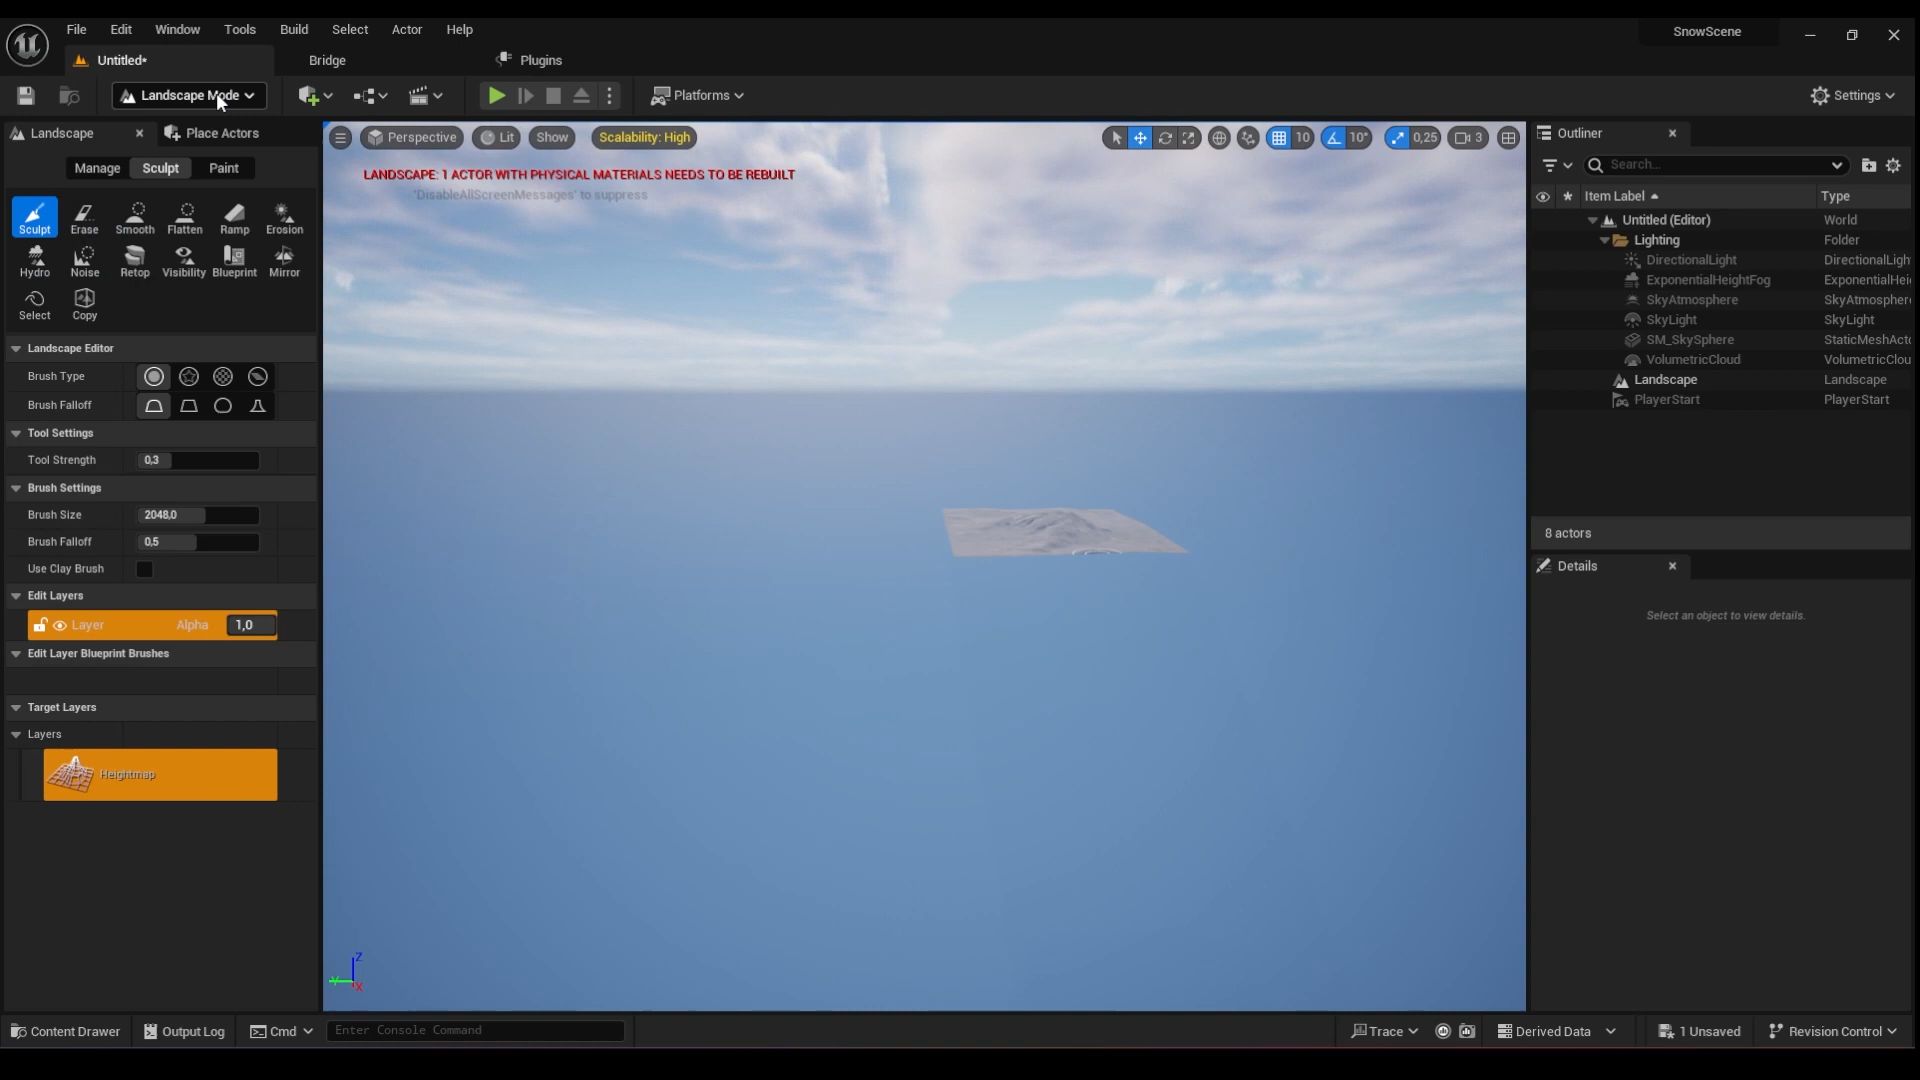 File Edit Window Tools Build Select Actor Help
SnowScene
Untitled*
Bridge
Plugins
Landscape Mode
Platforms
Settings
Landscape
Place Actors
Manage Sculpt Paint
Sculpt Erase Smooth Flatten Ramp Erosion
Hydro Noise Retop Visibility Blueprint Mirror
Select Copy
Landscape Editor
Brush Type
Brush Falloff
Tool Settings
Tool Strength 0,3
Brush Settings
Brush Size 2048,0
Brush Falloff 0,5
Use Clay Brush
Edit Layers
Layer Alpha 1,0
Edit Layer Blueprint Brushes
Target Layers
Layers
Heightmap
Perspective Lit Show Scalability: High
10 10° 0,25 3
LANDSCAPE: 1 ACTOR WITH PHYSICAL MATERIALS NEEDS TO BE REBUILT
'DisableAllScreenMessages' to suppress
Z
Y
X
Outliner
Search...
Item Label Type
Untitled (Editor) World
Lighting Folder
DirectionalLight DirectionalLigh
ExponentialHeightFog ExponentialHei
SkyAtmosphere SkyAtmosphere
SkyLight SkyLight
SM_SkySphere StaticMeshActo
VolumetricCloud VolumetricClou
Landscape Landscape
PlayerStart PlayerStart
8 actors
Details
Select an object to view details.
Content Drawer Output Log Cmd Enter Console Command Trace Derived Data 1 Unsaved Revision Control